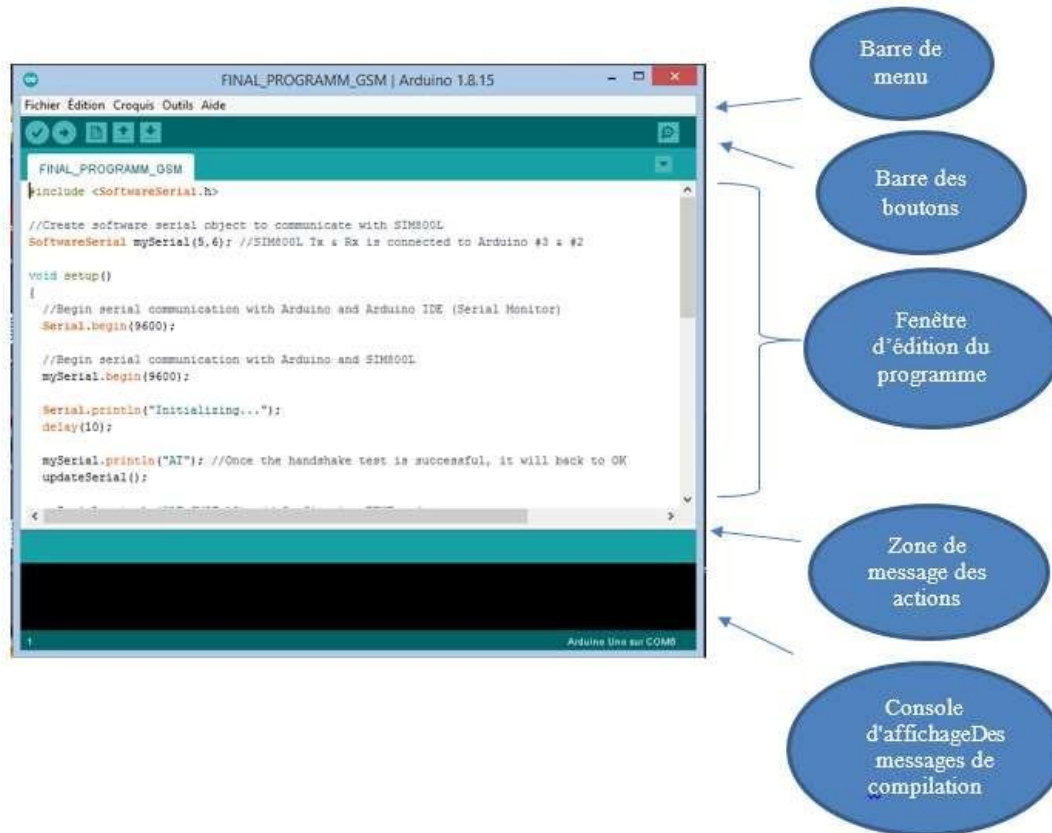 FINAL_PROGRAMM_GSM | Arduino 1.8.15
Fichier Édition Croquis Outils Aide
FINAL_PROGRAMM_GSM
#include <SoftwareSerial.h>
//Create software serial object to communicate with SIM800L
SoftwareSerial mySerial(5,6); //SIM800L Tx & Rx is connected to Arduino #3 & #2
void setup()
{
//Begin serial communication with Arduino and Arduino IDE (Serial Monitor)
Serial.begin(9600);
//Begin serial communication with Arduino and SIM800L
mySerial.begin(9600);
Serial.println("Initializing...");
delay(10);
mySerial.println("AT"); //Once the handshake test is successful, it will back to OK
updateSerial();
1
Arduino Uno sur COM6
Barre de
menu
Barre des
boutons
Fenêtre
d’édition du
programme
Zone de
message des
actions
Console
d'affichageDes
messages de
compilation